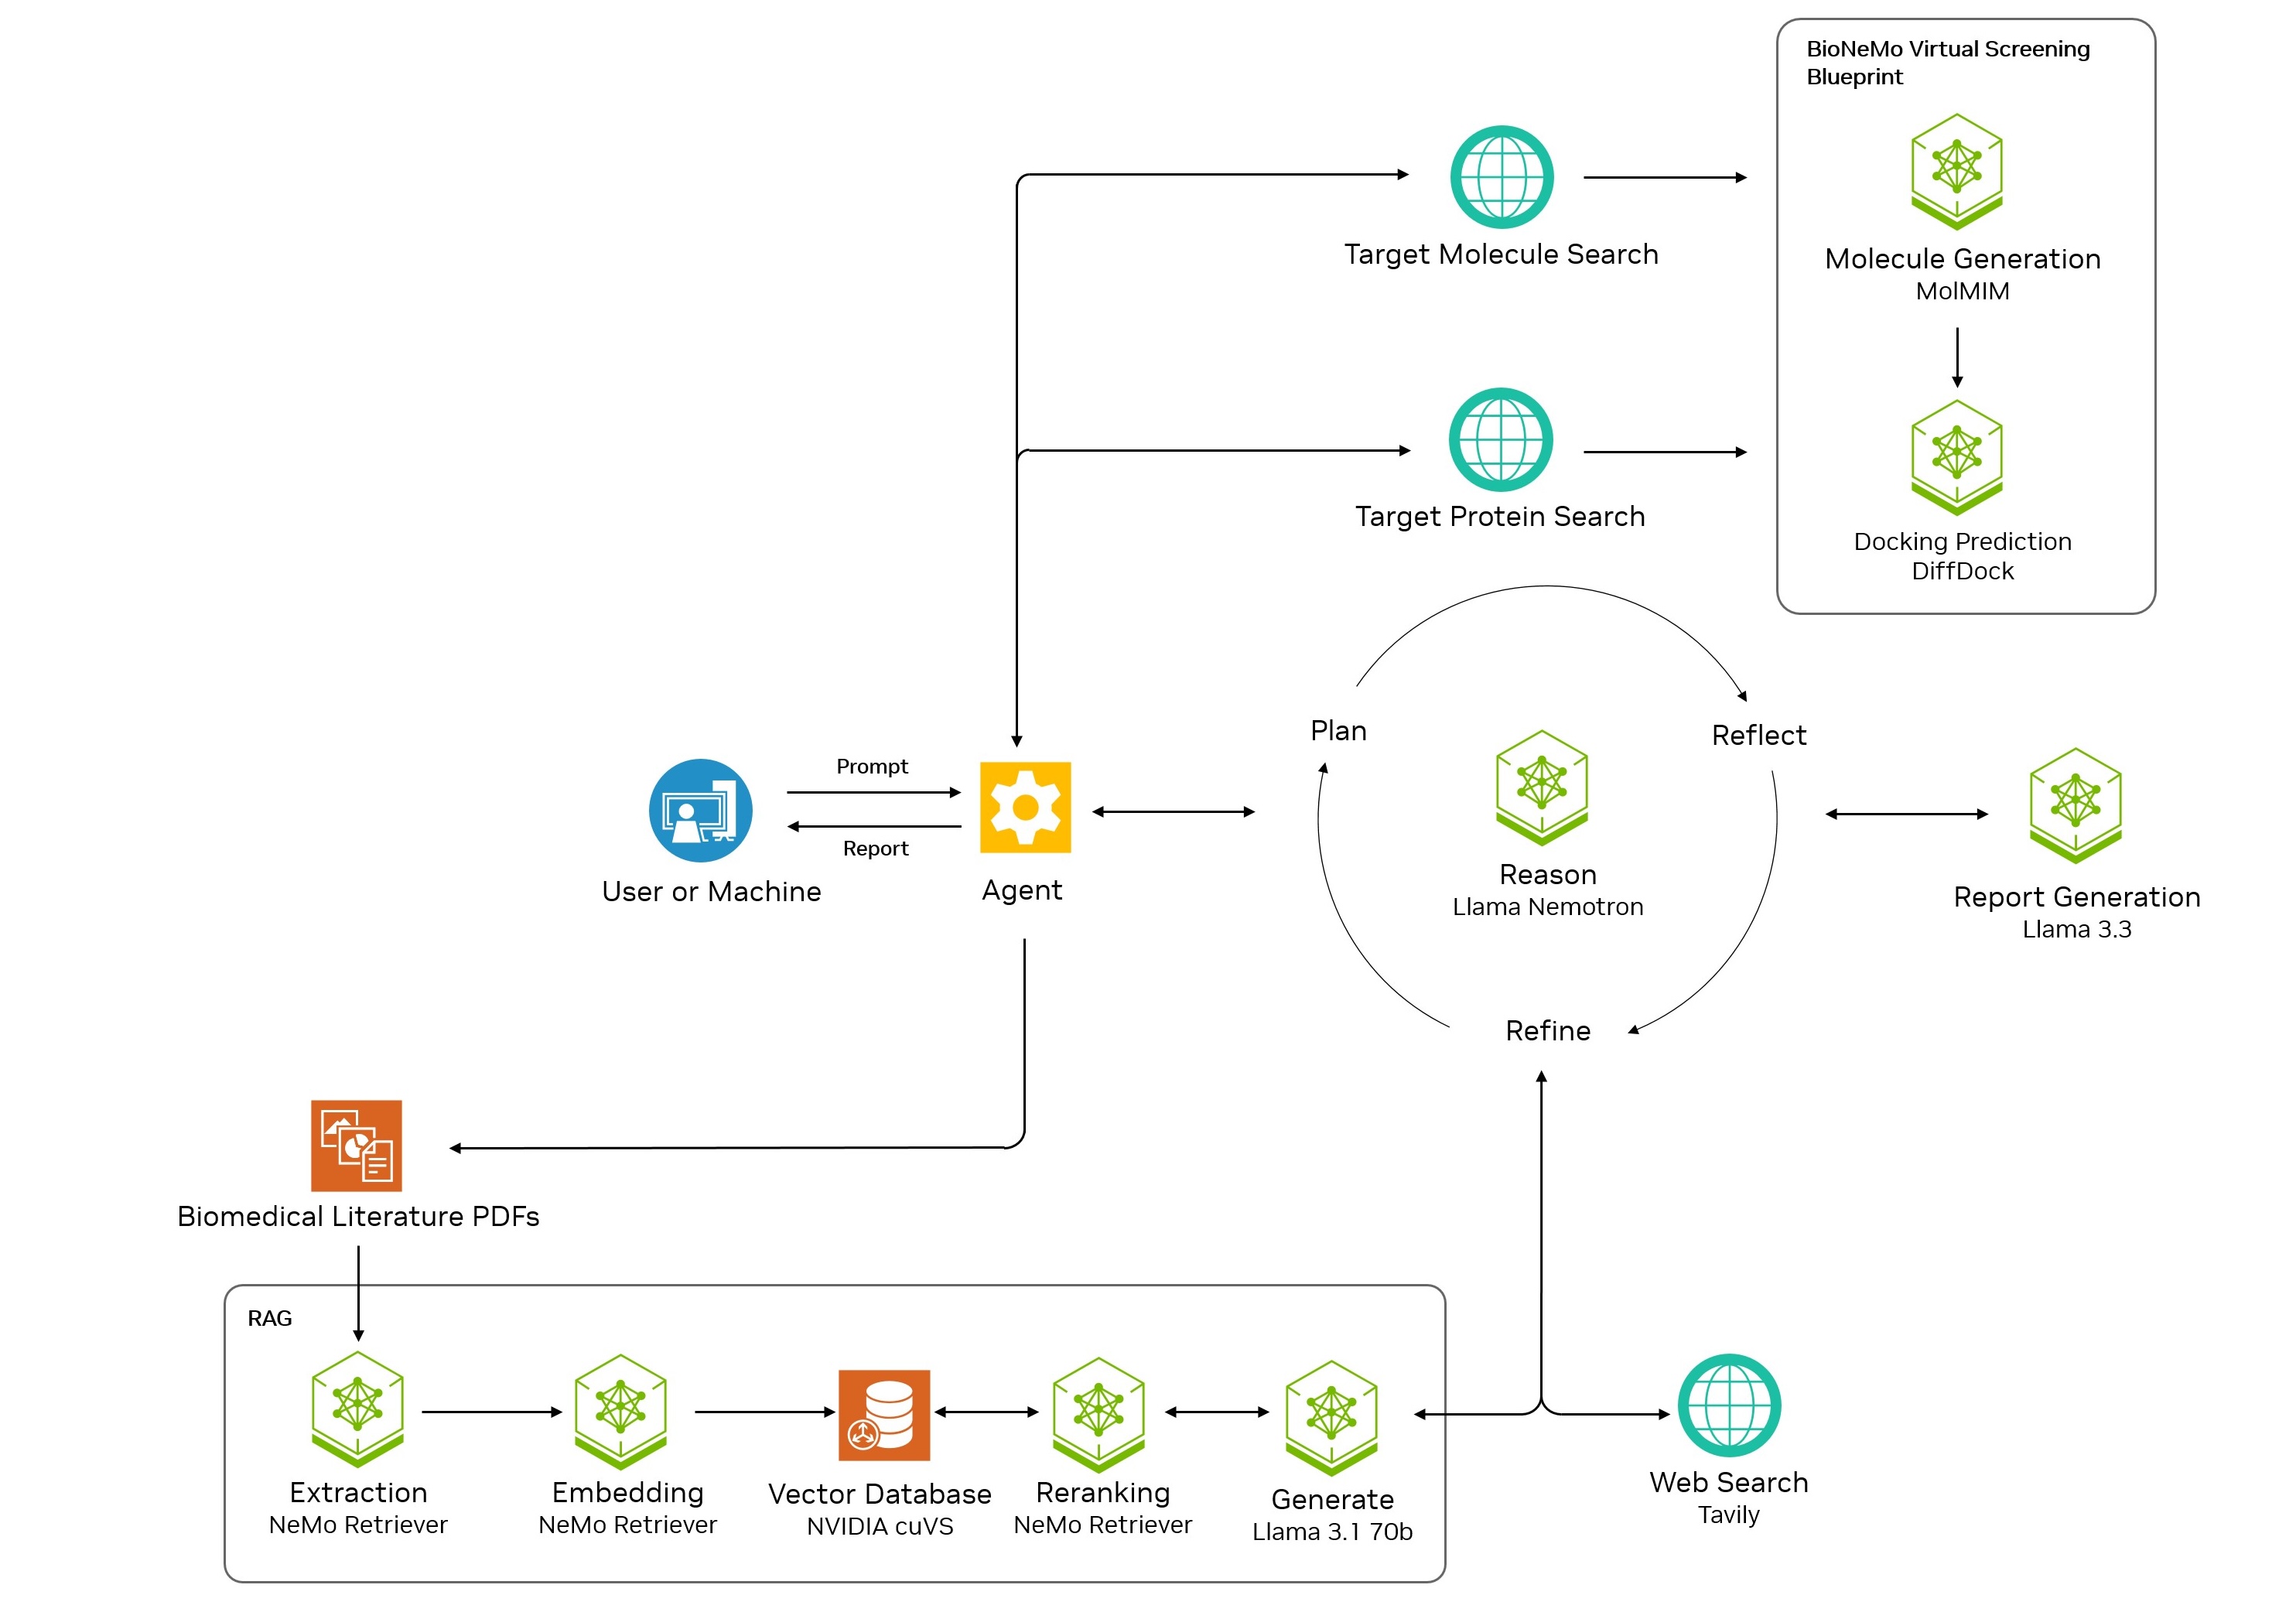 BioNeMo Virtual Screening
Blueprint
Molecule Generation
MolMIM
Target Molecule Search
Target Protein Search
Docking Prediction
DiffDock
Plan
Reflect
Prompt
Report
User or Machine
Agent
Reason
Llama Nemotron
Report Generation
Llama 3.3
Refine
Biomedical Literature PDFs
RAG
Extraction
NeMo Retriever
Embedding
NeMo Retriever
Vector Database
NVIDIA cuVS
Reranking
NeMo Retriever
Generate
Llama 3.1 70b
Web Search
Tavily